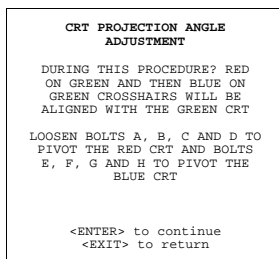 CRT PROJECTION ANGLE
ADJUSTMENT
DURING THIS PROCEDURE? RED
ON GREEN AND THEN BLUE ON
GREEN CROSSHAIRS WILL BE
ALIGNED WITH THE GREEN CRT
LOOSEN BOLTS A, B, C AND D TO
PIVOT THE RED CRT AND BOLTS
E, F, G AND H TO PIVOT THE
BLUE CRT
<ENTER> to continue
<EXIT> to return